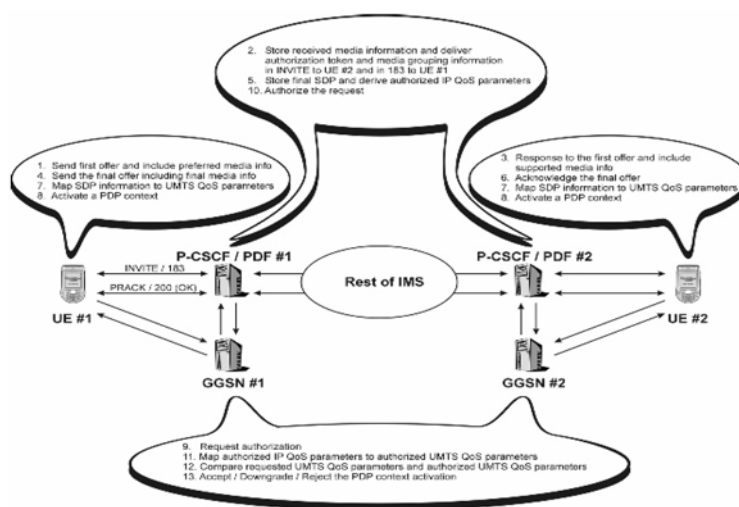 2. Store received media information and deliver
authorization token and media grouping information
in INVITE to UE #2 and in 183 to UE #1
5. Store final SDP and derive authorized IP QoS parameters
10. Authorize the request
1. Send first offer and include preferred media info
4. Send the final offer including final media info
7. Map SDP information to UMTS QoS parameters
8. Activate a PDP context
3. Response to the first offer and include
supported media info
6. Acknowledge the final offer
7. Map SDP information to UMTS QoS parameters
8. Activate a PDP context
P-CSCF / PDF #1
P-CSCF / PDF #2
INVITE / 183
Rest of IMS
PRACK / 200 (OK)
UE #1
UE #2
GGSN #1
GGSN #2
9. Request authorization
11. Map authorized IP QoS parameters to authorized UMTS QoS parameters
12. Compare requested UMTS QoS parameters and authorized UMTS QoS parameters
13. Accept / Downgrade / Reject the PDP context activation